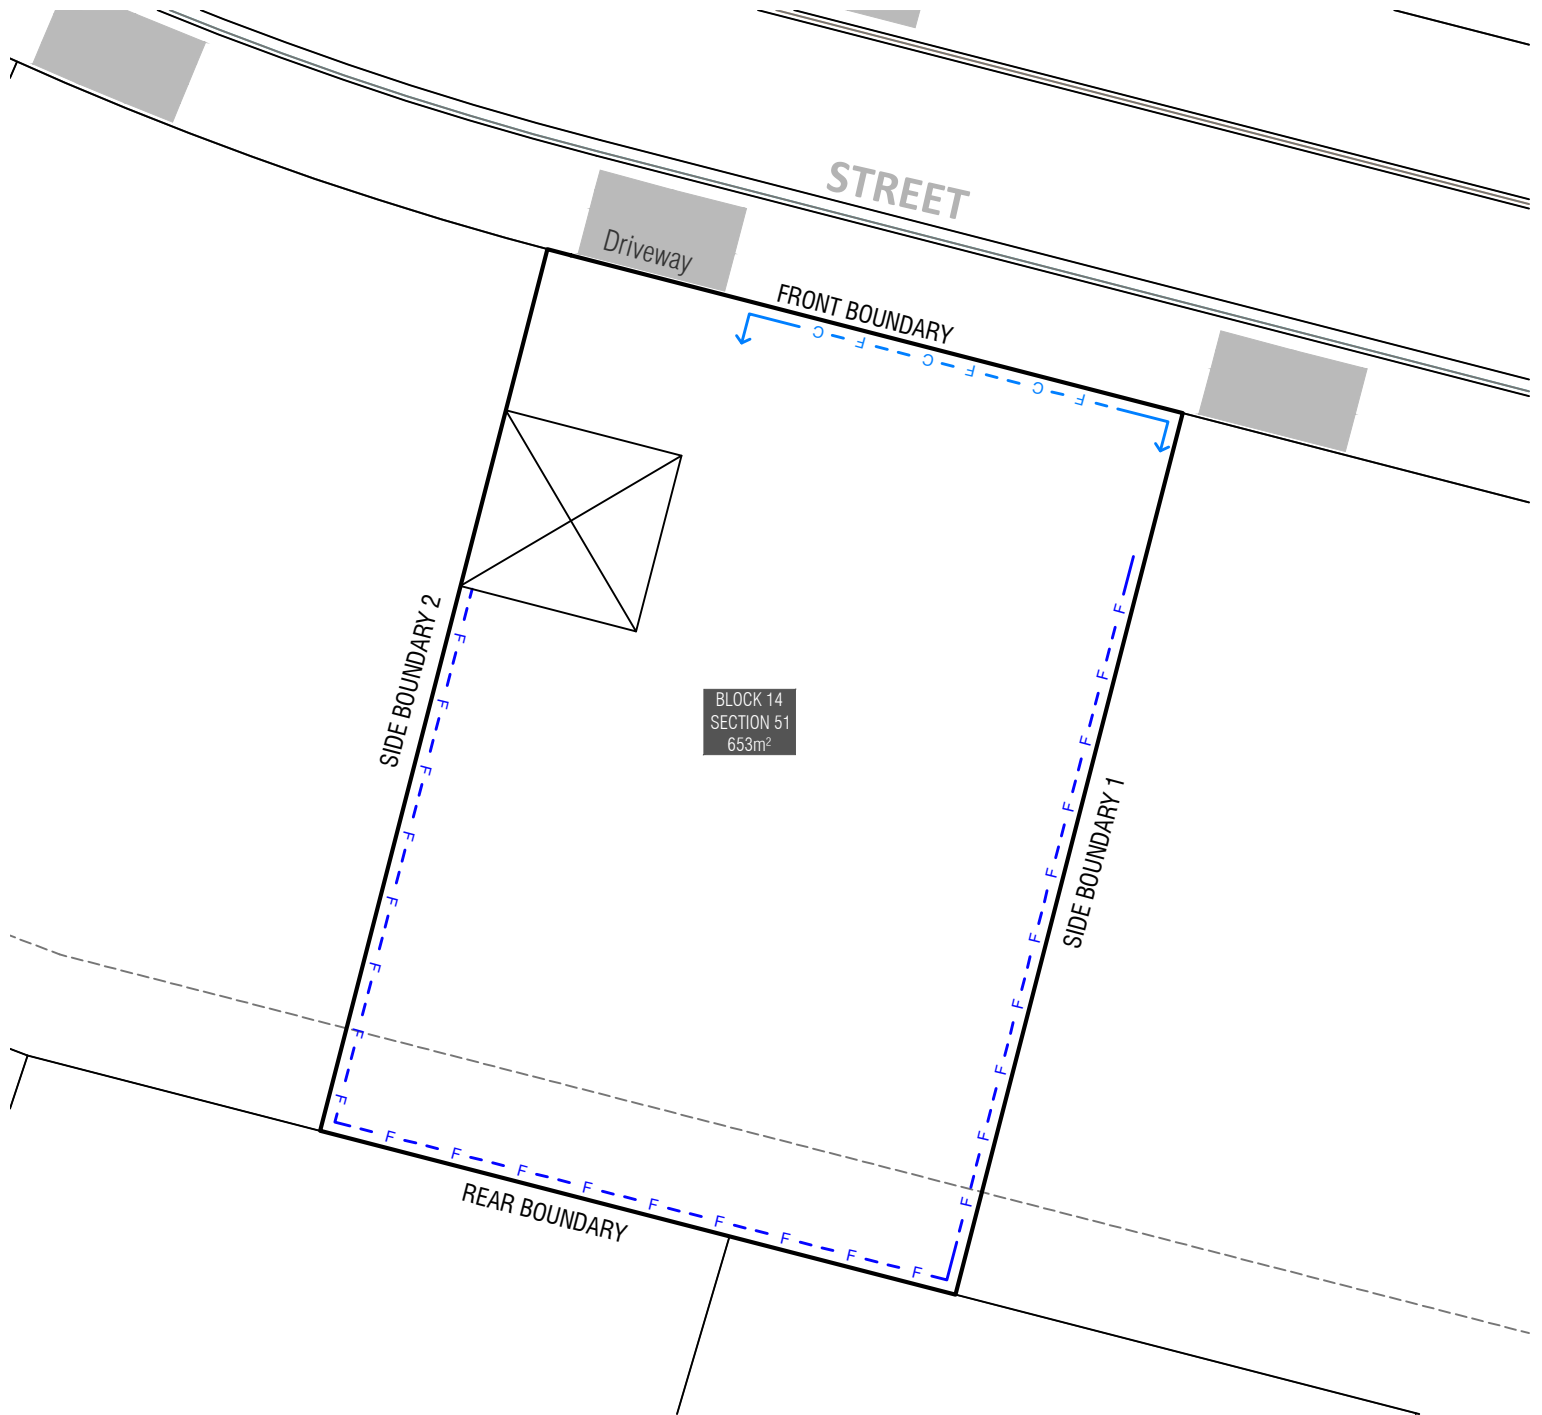 STREET
Driveway
FRONT BOUNDARY
C F C F C F
SIDE BOUNDARY 2
F F F F F F F F
BLOCK 14
SECTION 51
653m²
SIDE BOUNDARY 1
F F F F F F F F F F
F F F F F F F F F
REAR BOUNDARY